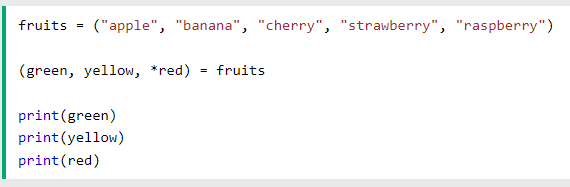 fruits = ("apple", "banana", "cherry", "strawberry", "raspberry")
(green, yellow, *red) = fruits
print(green)
print(yellow)
print(red)